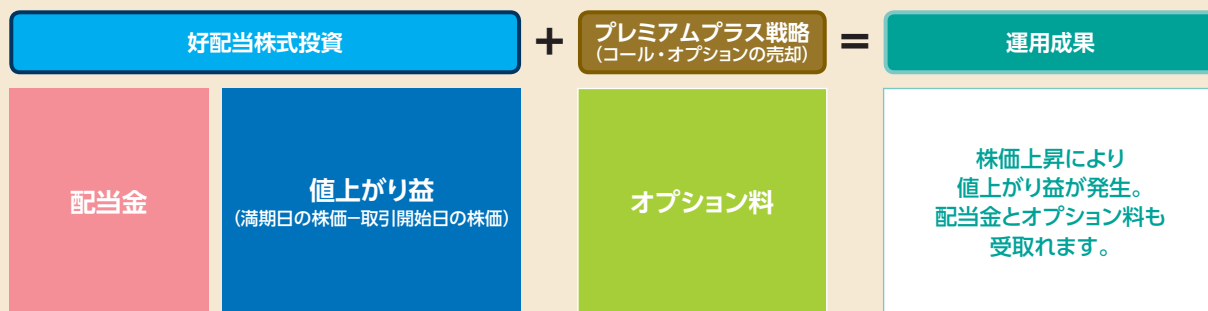 好配当株式投資
+
プレミアムプラス戦略
(コール・オプションの売却)
=
運用成果
配当金
値上がり益
(満期日の株価−取引開始日の株価)
オプション料
株価上昇により
値上がり益が発生。
配当金とオプション料も
受取れます。